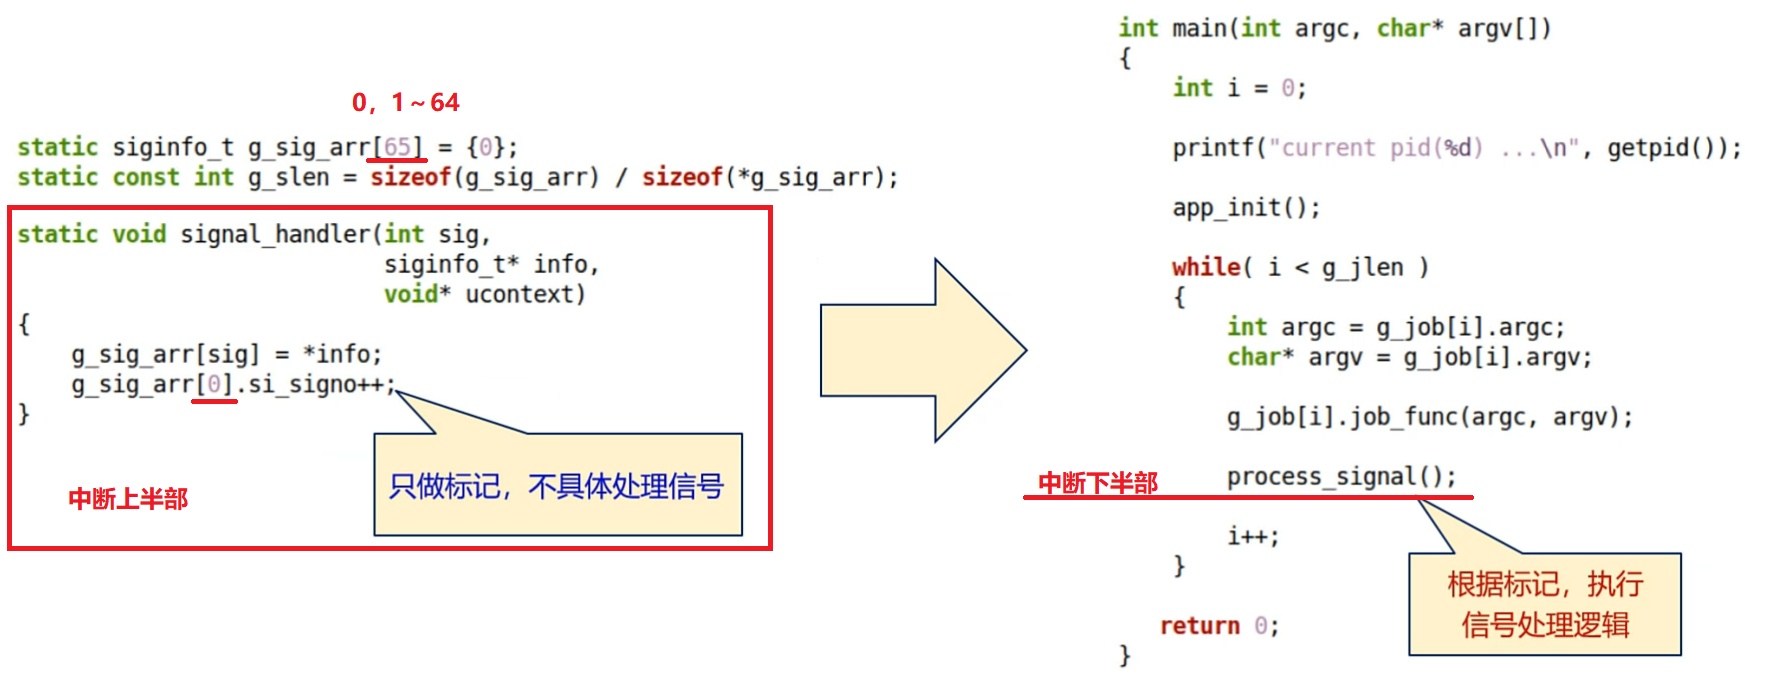 0，1～64
static siginfo_t g_sig_arr[65] = {0};
static const int g_slen = sizeof(g_sig_arr) / sizeof(*g_sig_arr);
static void signal_handler(int sig,
siginfo_t* info,
void* ucontext)
{
g_sig_arr[sig] = *info;
g_sig_arr[0].si_signo++;
}
只做标记，不具体处理信号
中断上半部
int main(int argc, char* argv[])
{
int i = 0;
printf("current pid(%d) ...\n", getpid());
app_init();
while( i < g_jlen )
{
int argc = g_job[i].argc;
char* argv = g_job[i].argv;
g_job[i].job_func(argc, argv);
中断下半部
process_signal();
i++;
}
根据标记，执行
信号处理逻辑
return 0;
}